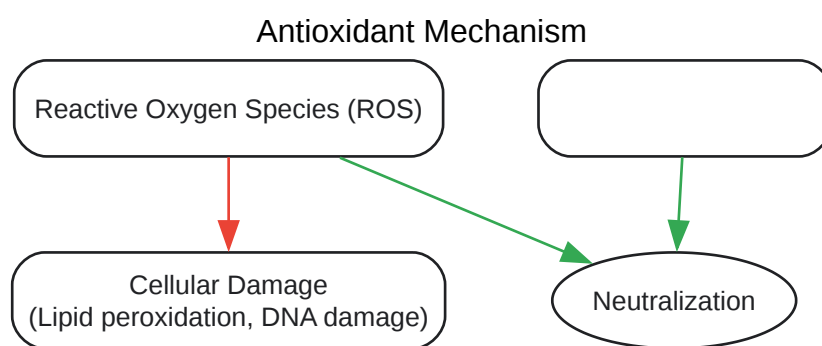 Antioxidant Mechanism
Reactive Oxygen Species (ROS)
Cellular Damage
(Lipid peroxidation, DNA damage)
Neutralization